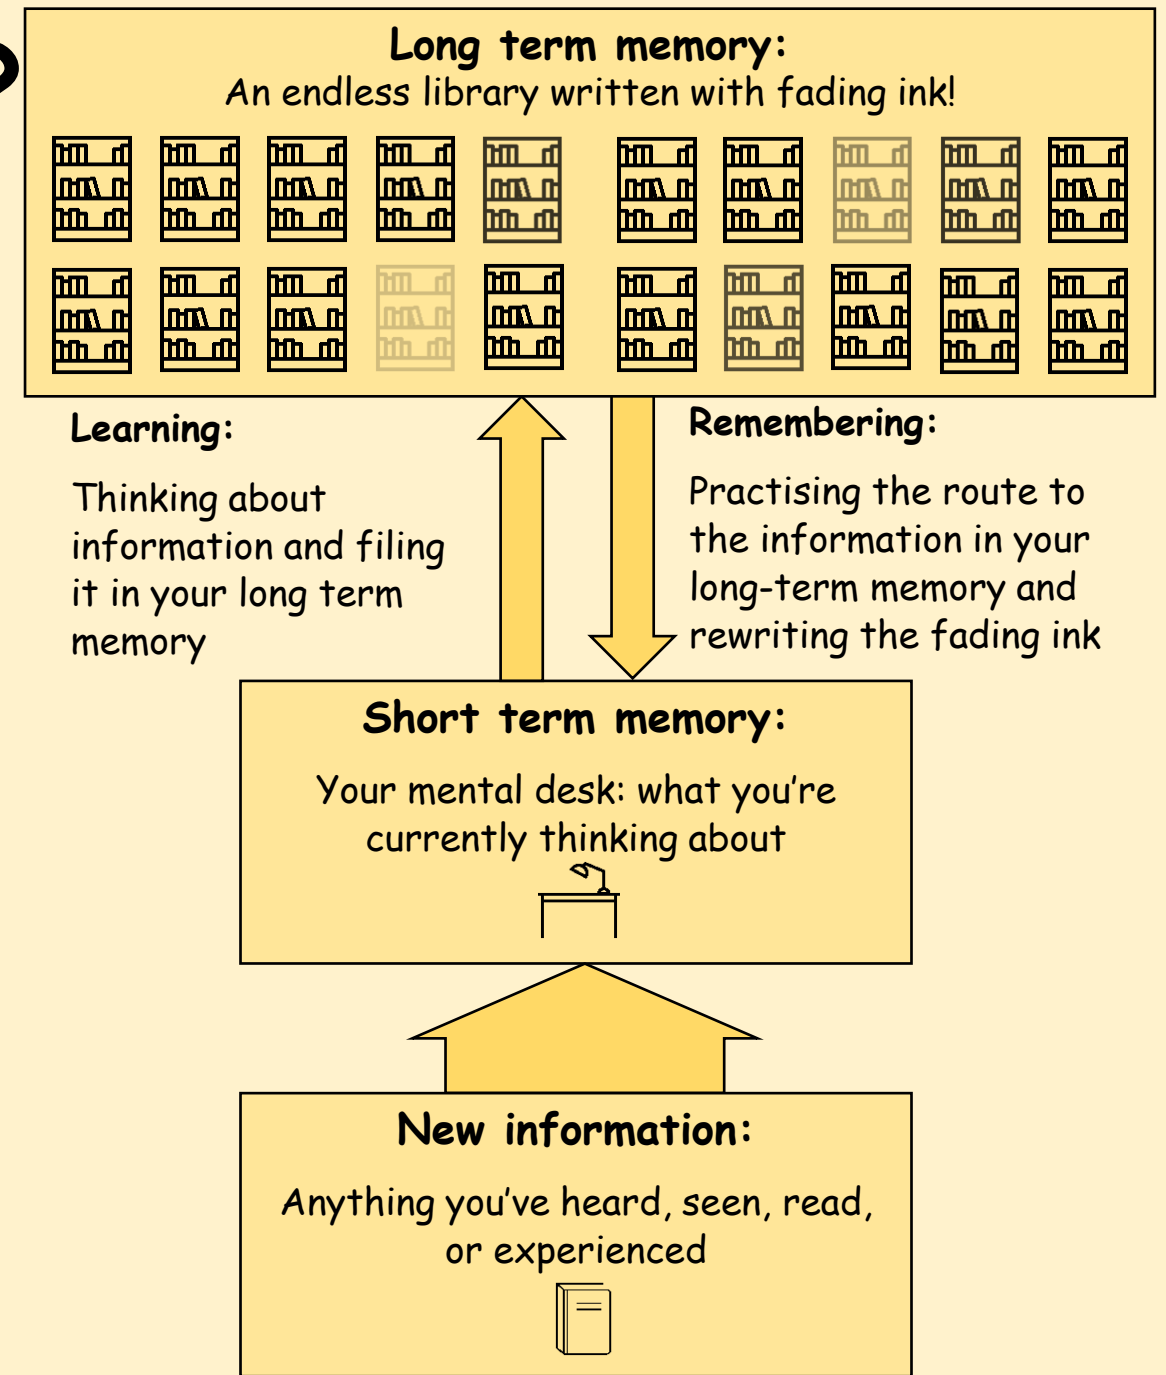 Long term memory:
An endless library written with fading ink!
Learning:
Thinking about
information and filing
it in your long term
memory
Remembering:
Practising the route to
the information in your
long-term memory and
rewriting the fading ink
Short term memory:
Your mental desk: what you're
currently thinking about
New information:
Anything you've heard, seen, read,
or experienced